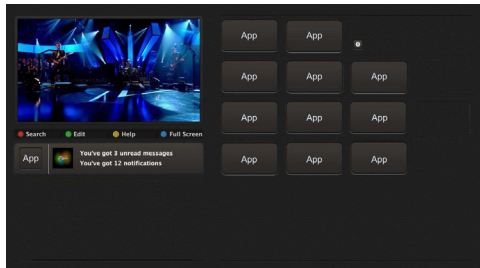 App App
App App App
Search Edit Help Full Screen
App App App
App You've got 3 unread messages
You've got 12 notifications
App App App